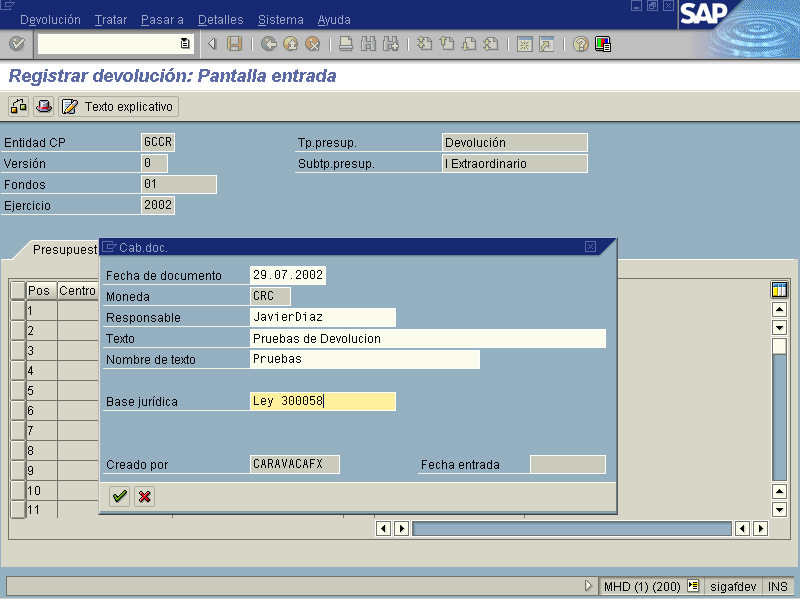 Devolución Tratar Pasar a Detalles Sistema Ayuda
SAP
Registrar devolución: Pantalla entrada
Texto explicativo
Entidad CP GCCR Tp.presup. Devolución
Versión 0 Subtp.presup. I Extraordinario
Fondos 01
Ejercicio 2002
Presupuest
Cab.doc.
Fecha de documento 29.07.2002
Moneda CRC
Responsable JavierDiaz
Texto Pruebas de Devolucion
Nombre de texto Pruebas
Base jurídica Ley 300058
Creado por CARAVACAFX Fecha entrada
Pos Centro
1
2
3
4
5
6
7
8
9
10
11
MHD (1) (200) sigafdev INS